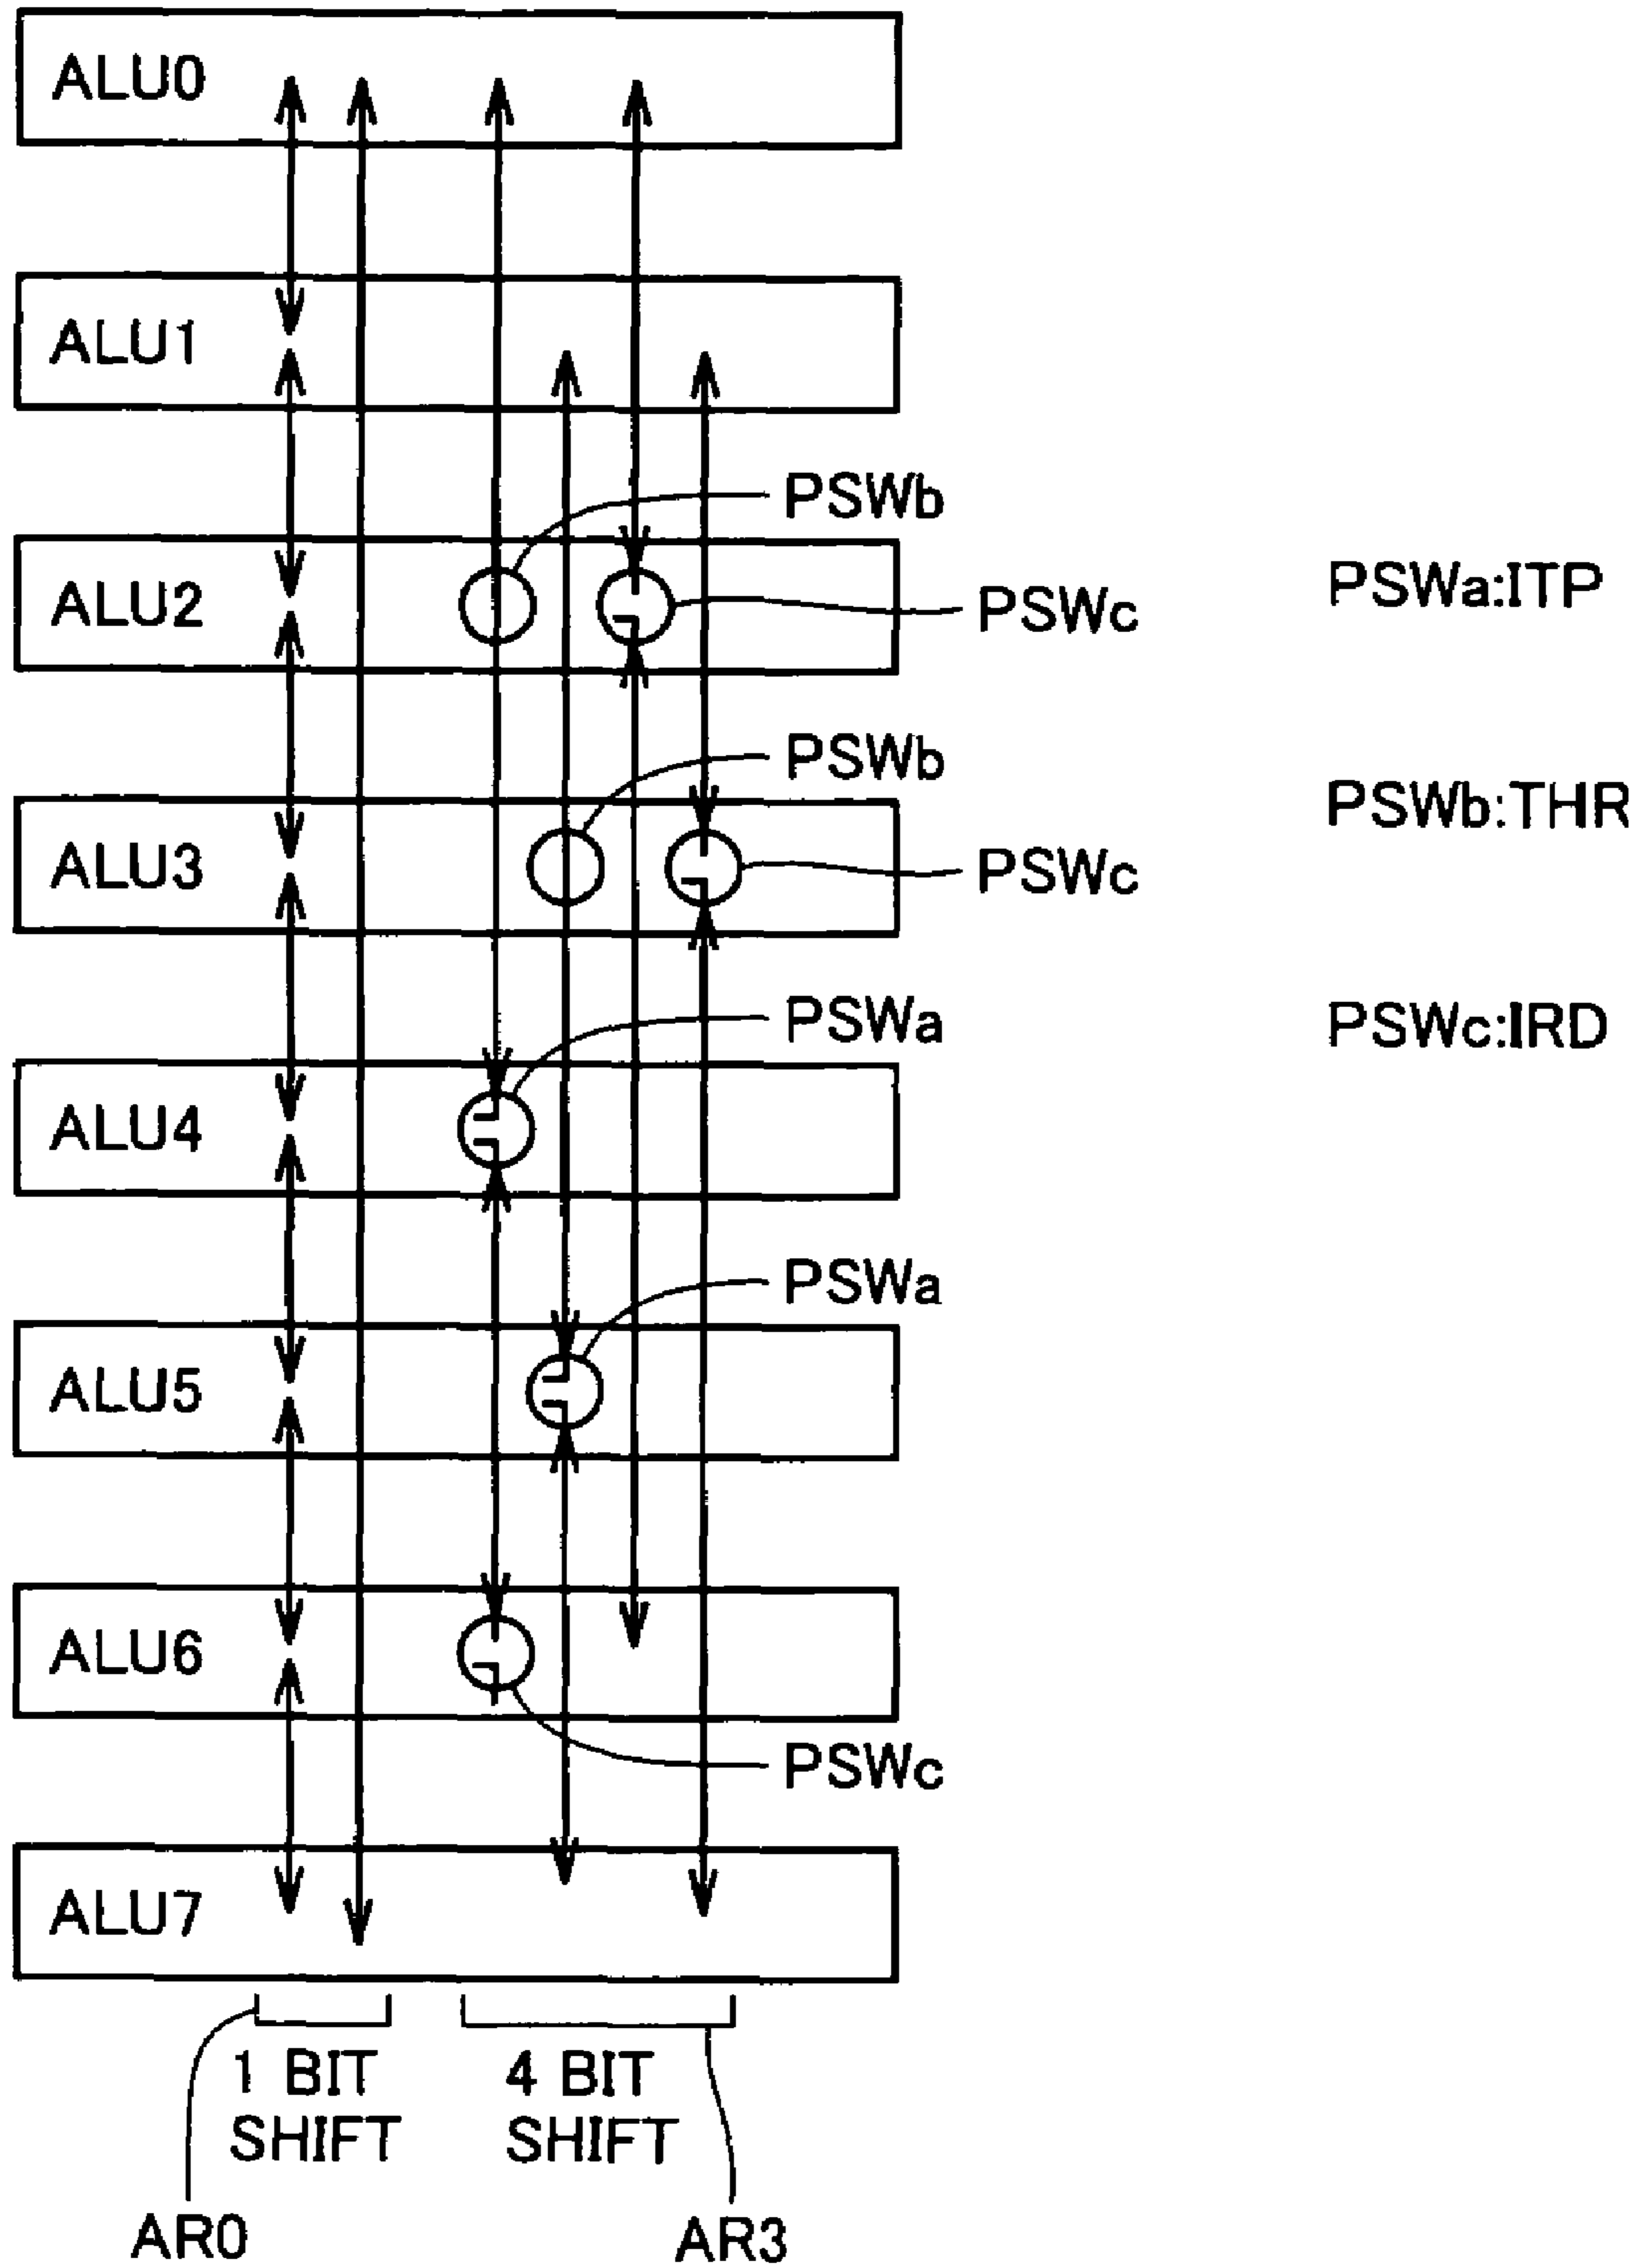 ALU0
ALU1
PSWb
ALU2
PSWc
PSWa:ITP
PSWb
PSWb:THR
ALU3
PSWc
PSWa
PSWc:IRD
ALU4
PSWa
ALU5
ALU6
PSWc
ALU7
1 BIT
SHIFT
4 BIT
SHIFT
AR0
AR3